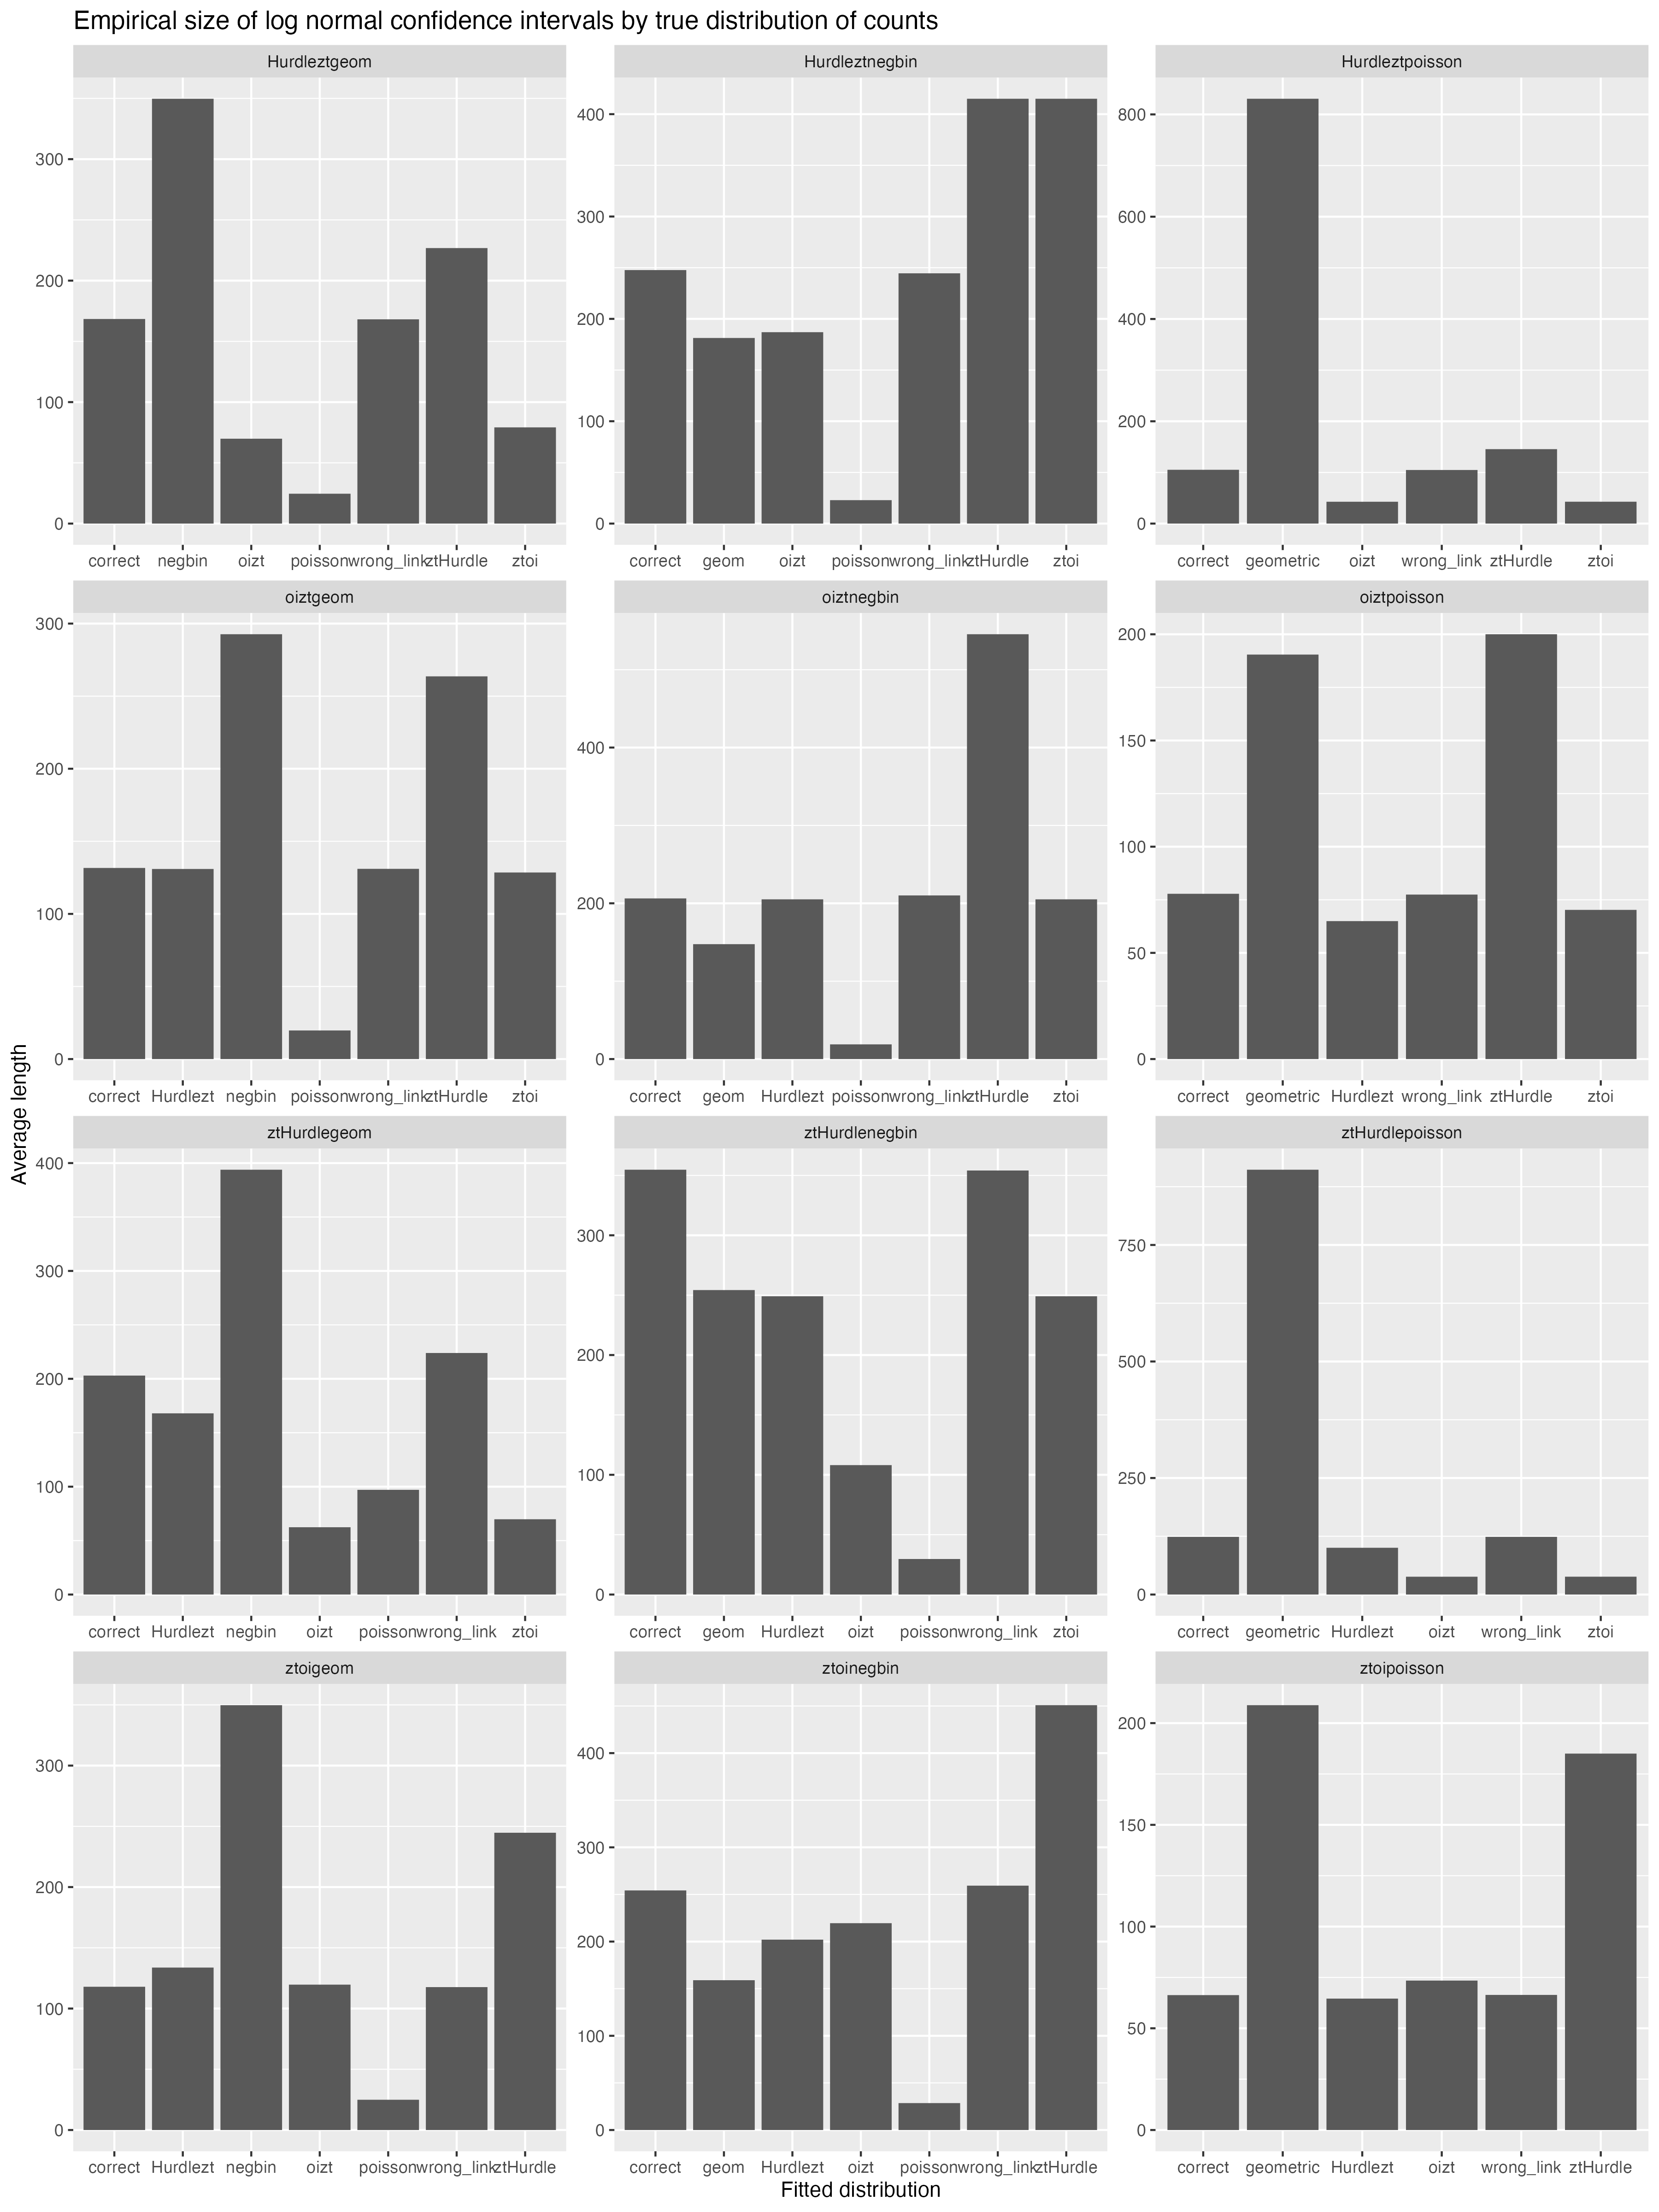 Empirical size of log normal confidence intervals by true distribution of counts
Hurdleztgeom
Hurdleztnegbin
Hurdleztpoisson
300
200
100
0
400
300
200
100
0
800
600
400
200
0
correct negbin oizt poisson wrong_link ztHurdle ztoi
correct geom oizt poisson wrong_link ztHurdle ztoi
correct geometric oizt wrong_link ztHurdle ztoi
oiztgeom
oiztnegbin
oiztpoisson
300
200
100
0
400
200
0
200
150
100
50
0
correct Hurdlezt negbin poisson wrong_link ztHurdle ztoi
correct geom Hurdlezt poisson wrong_link ztHurdle ztoi
correct geometric Hurdlezt wrong_link ztHurdle ztoi
Average length
ztHurdlegeom
ztHurdlenegbin
ztHurdlepoisson
400
300
200
100
0
300
200
100
0
750
500
250
0
correct Hurdlezt negbin oizt poisson wrong_link ztoi
correct geom Hurdlezt oizt poisson wrong_link ztoi
correct geometric Hurdlezt oizt wrong_link ztoi
ztoigeom
ztoinegbin
ztoipoisson
300
200
100
0
400
300
200
100
0
200
150
100
50
0
correct Hurdlezt negbin oizt poisson wrong_link ztHurdle
correct geom Hurdlezt oizt poisson wrong_link ztHurdle
correct geometric Hurdlezt oizt wrong_link ztHurdle
Fitted distribution